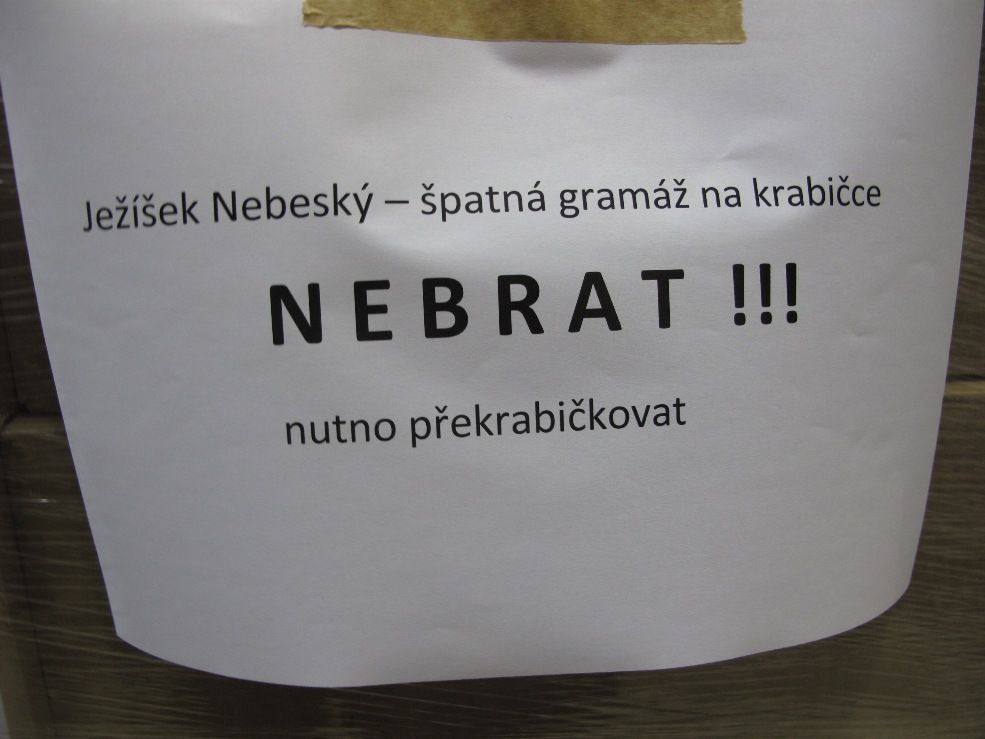 Ježíšek Nebeský – špatná gramáž na krabičce
N E B R A T !!!
nutno překrabičkovat